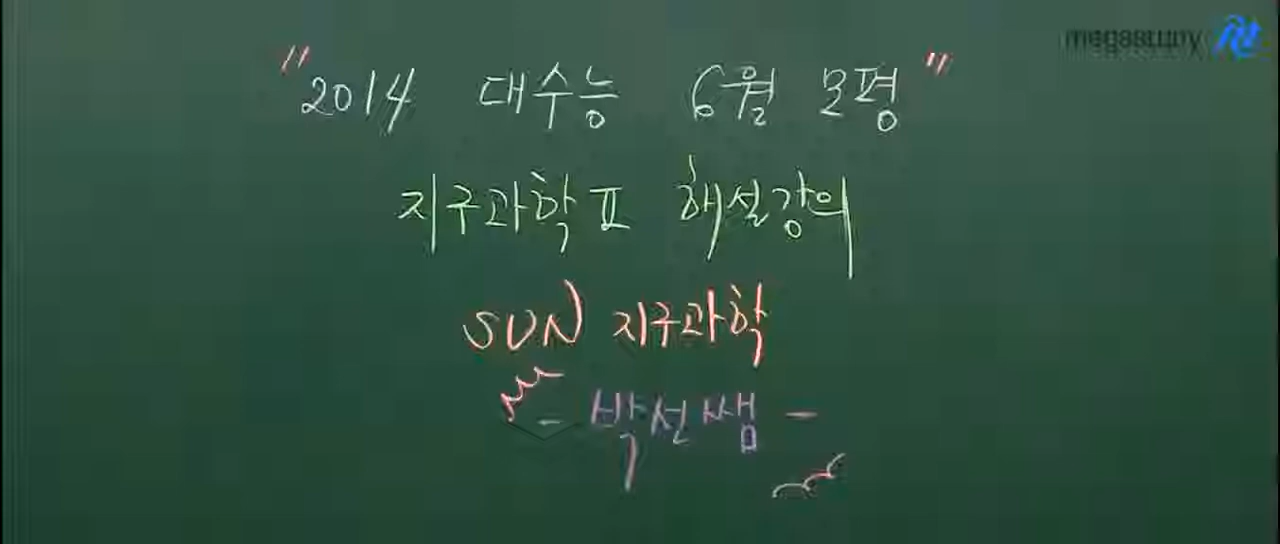 megastudy
"2014 대수능 6월 모평"
지구과학 II 해설강의
SUN) 지구과학
- 박선쌤 -